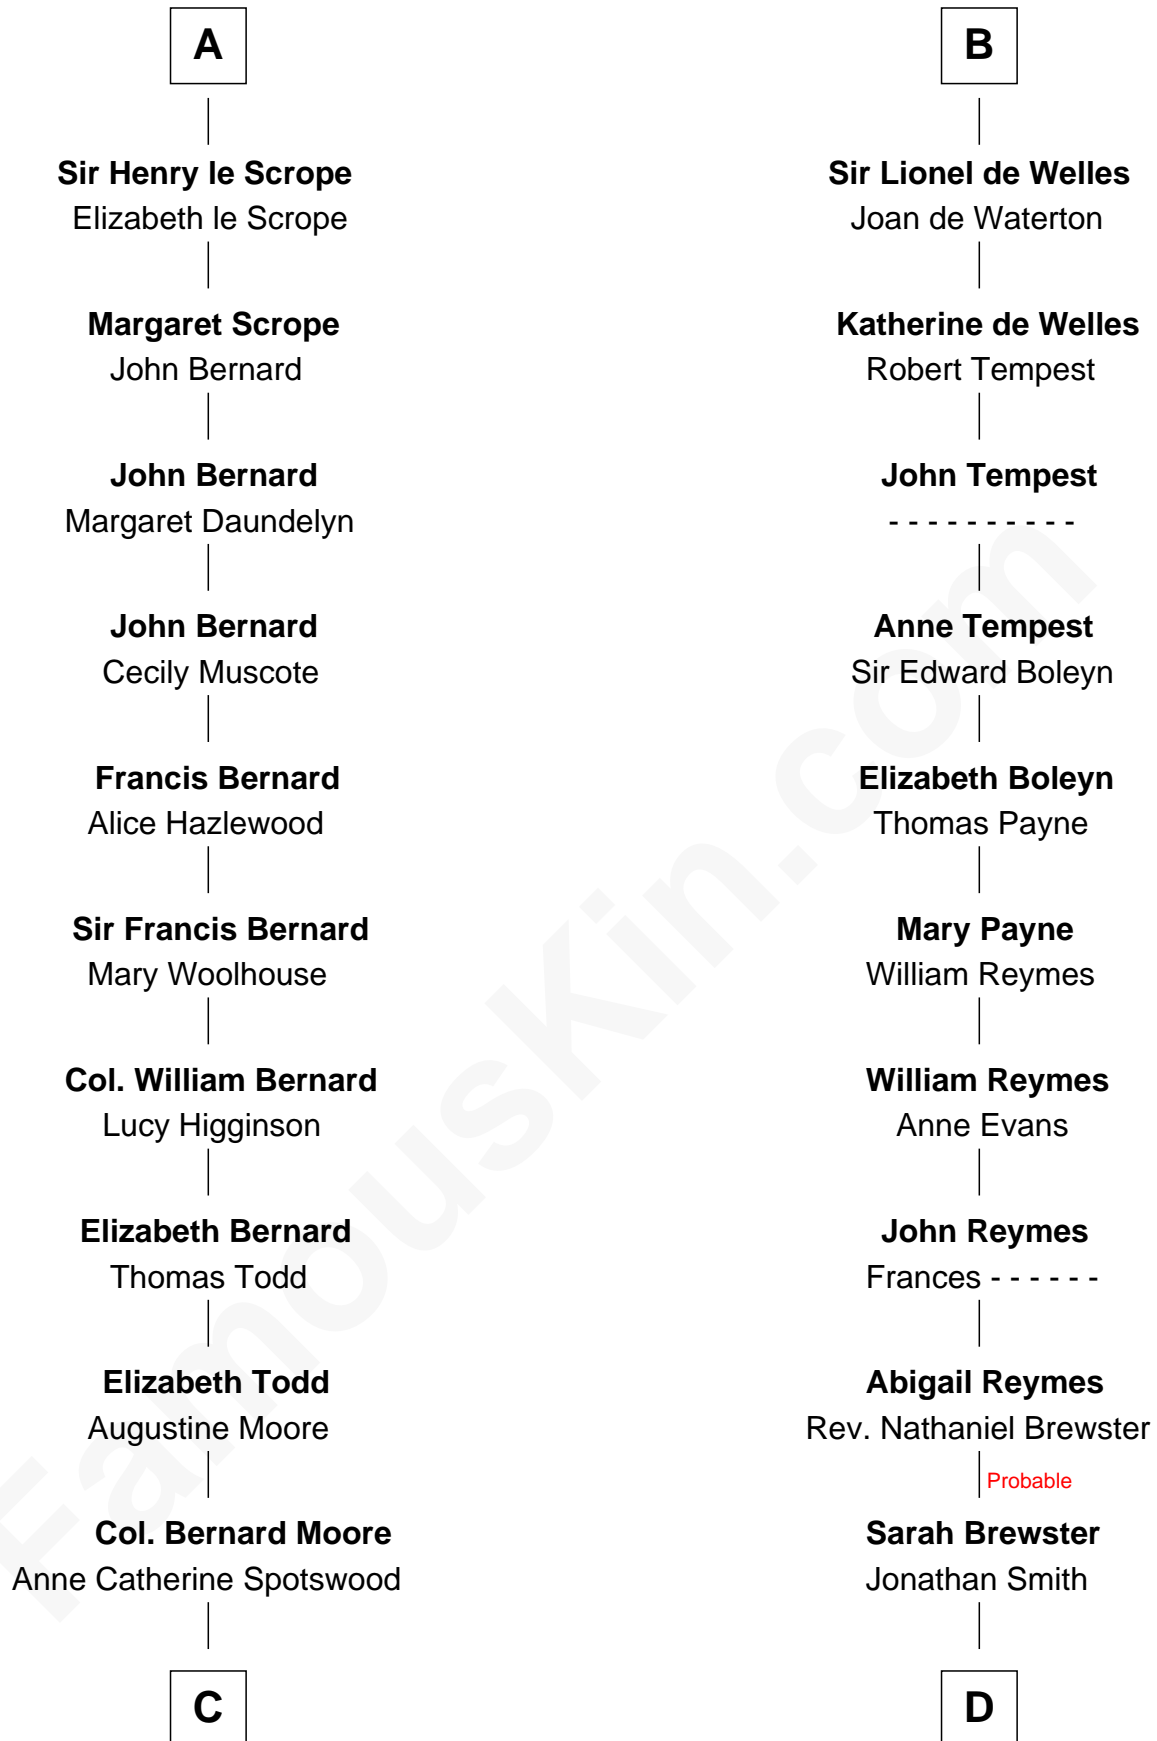 A
Sir Henry le Scrope
Elizabeth le Scrope
Margaret Scrope
John Bernard
John Bernard
Margaret Daundelyn
John Bernard
Cecily Muscote
Francis Bernard
Alice Hazlewood
Sir Francis Bernard
Mary Woolhouse
Col. William Bernard
Lucy Higginson
Elizabeth Bernard
Thomas Todd
Elizabeth Todd
Augustine Moore
Col. Bernard Moore
Anne Catherine Spotswood
C
B
Sir Lionel de Welles
Joan de Waterton
Katherine de Welles
Robert Tempest
John Tempest
- - - - - - - - - -
Anne Tempest
Sir Edward Boleyn
Elizabeth Boleyn
Thomas Payne
Mary Payne
William Reymes
William Reymes
Anne Evans
John Reymes
Frances - - - - - -
Abigail Reymes
Rev. Nathaniel Brewster
Probable
Sarah Brewster
Jonathan Smith
D
FamousKin.com